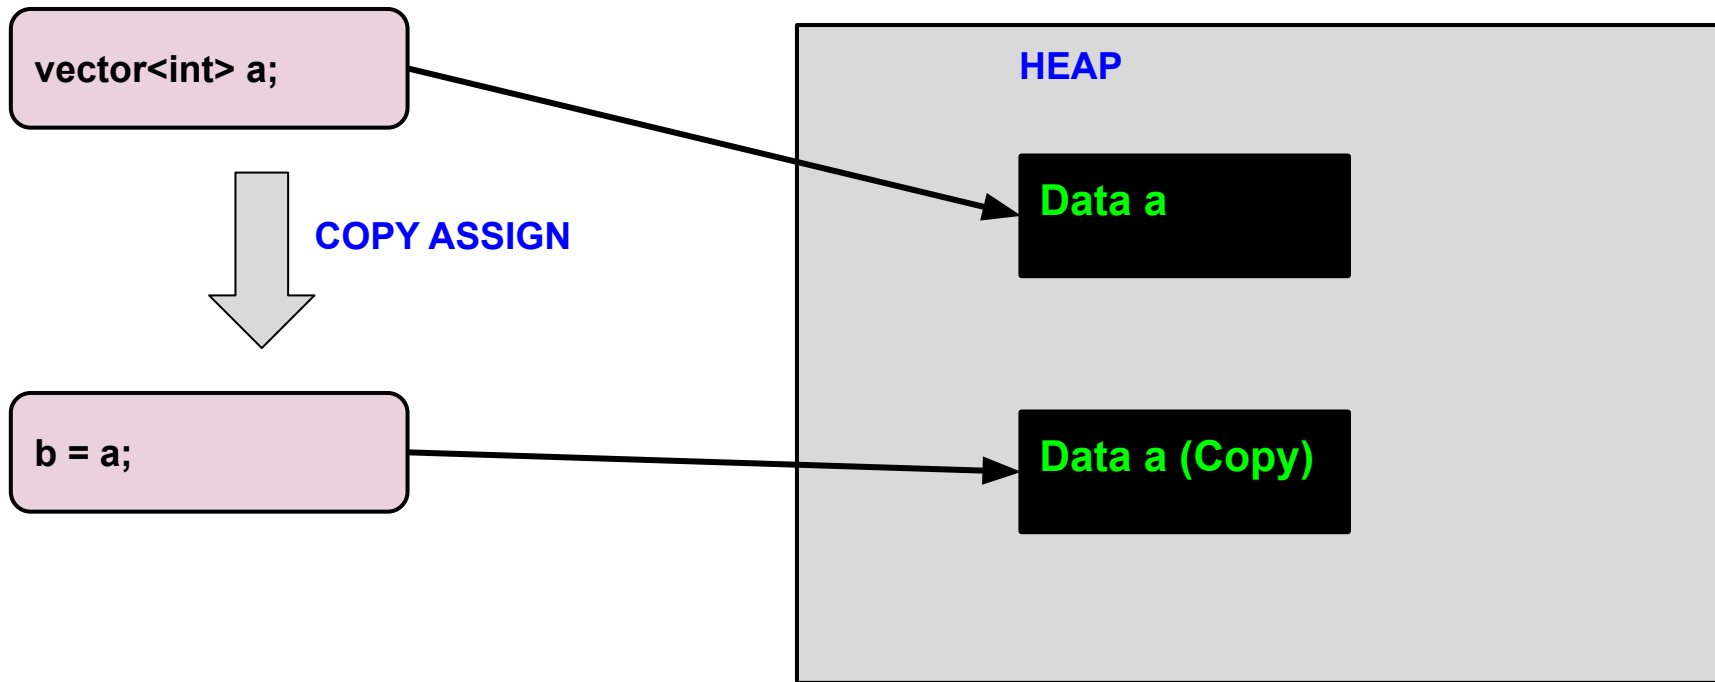 vector<int> a;
HEAP
Data a
COPY ASSIGN
b = a;
Data a (Copy)